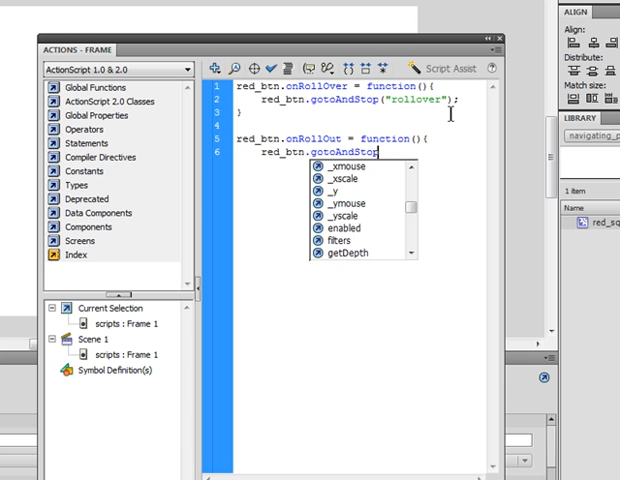 ACTIONS - FRAME
ActionScript 1.0 & 2.0
Global Functions
ActionScript 2.0 Classes
Global Properties
Operators
Statements
Compiler Directives
Constants
Types
Deprecated
Data Components
Components
Screens
Index
Current Selection
scripts : Frame 1
Scene 1
scripts : Frame 1
Symbol Definition(s)
Script Assist
1 red_btn.onRollOver = function(){
2 red_btn.gotoAndStop("rollover");
3 }
4
5 red_btn.onRollOut = function(){
6 red_btn.gotoAndStop
_xmouse
_xscale
_y
_ymouse
_yscale
enabled
filters
getDepth
ALIGN
Align:
Distribute:
Match size:
LIBRARY
navigating_p
1 item
Name
red_sq